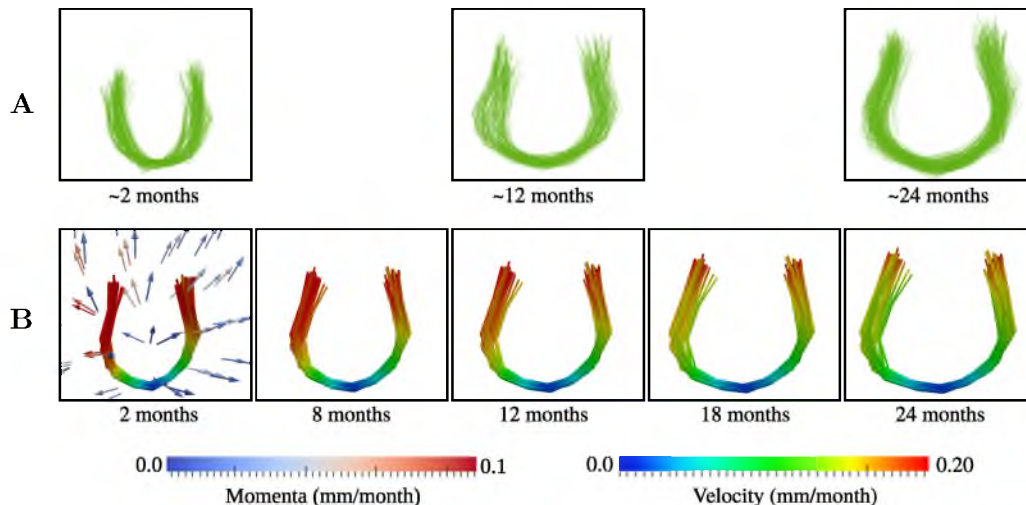 A
~2 months
~12 months
~24 months
B
2 months
8 months
12 months
18 months
24 months
0.0
0.1
0.0
0.20
Momenta (mm/month)
Velocity (mm/month)